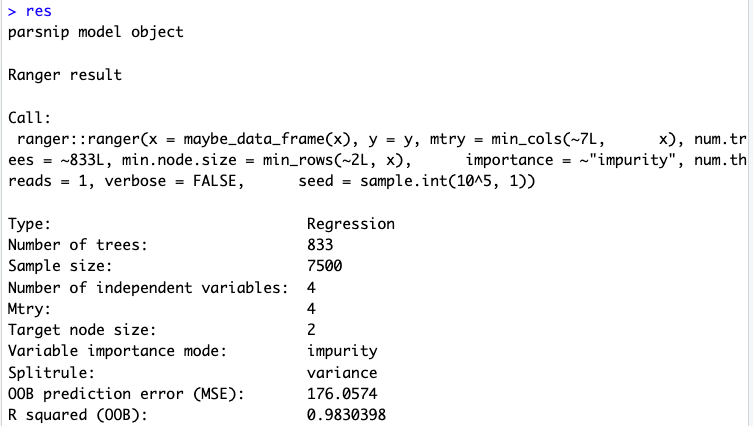 > res
parsnip model object
Ranger result
Call:
 ranger::ranger(x = maybe_data_frame(x), y = y, mtry = min_cols(~7L,      x), num.tr
ees = ~833L, min.node.size = min_rows(~2L, x),      importance = ~"impurity", num.th
reads = 1, verbose = FALSE,      seed = sample.int(10^5, 1))
Type:                             Regression
Number of trees:                  833
Sample size:                      7500
Number of independent variables:  4
Mtry:                             4
Target node size:                 2
Variable importance mode:         impurity
Splitrule:                        variance
OOB prediction error (MSE):       176.0574
R squared (OOB):                  0.9830398